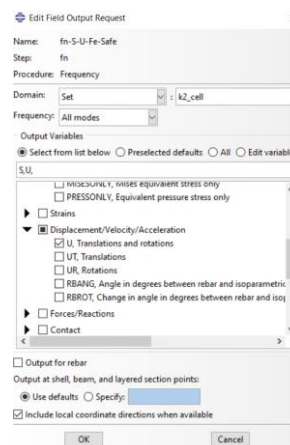 Edit Field Output Request
Name: fn-S-U-Fe-Safe
Step: fn
Procedure: Frequency
Domain: Set : k2_cell
Frequency: All modes
Output Variables
Select from list below Preselected defaults All Edit variabl
S,U,
MISESONLY, Mises equivalent stress only
PRESSONLY, Equivalent pressure stress only
Strains
Displacement/Velocity/Acceleration
U, Translations and rotations
UT, Translations
UR, Rotations
RBANG, Angle in degrees between rebar and isoparametric
RBROT, Change in angle in degrees between rebar and isop
Forces/Reactions
Contact
Output for rebar
Output at shell, beam, and layered section points:
Use defaults Specify:
Include local coordinate directions when available
OK Cancel